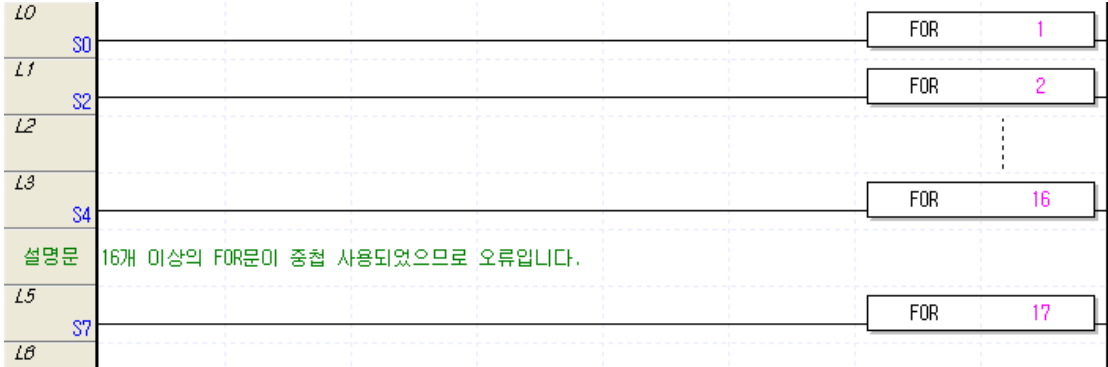 L0
S0 FOR 1
L1
S2 FOR 2
L2
L3
S4 FOR 16
설명문 16개 이상의 FOR문이 중첩 사용되었으므로 오류입니다.
L5
S7 FOR 17
L6